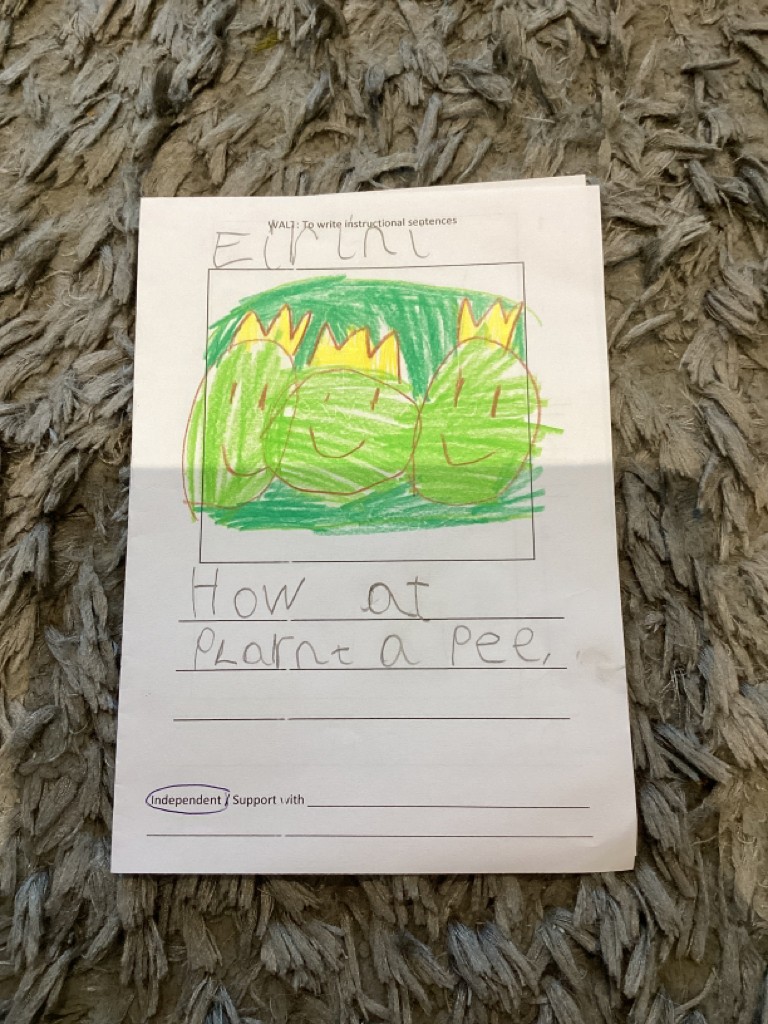 WALT: To write instructional sentences
Eirini
How at
Plarnt a Pee.
Independent / Support with